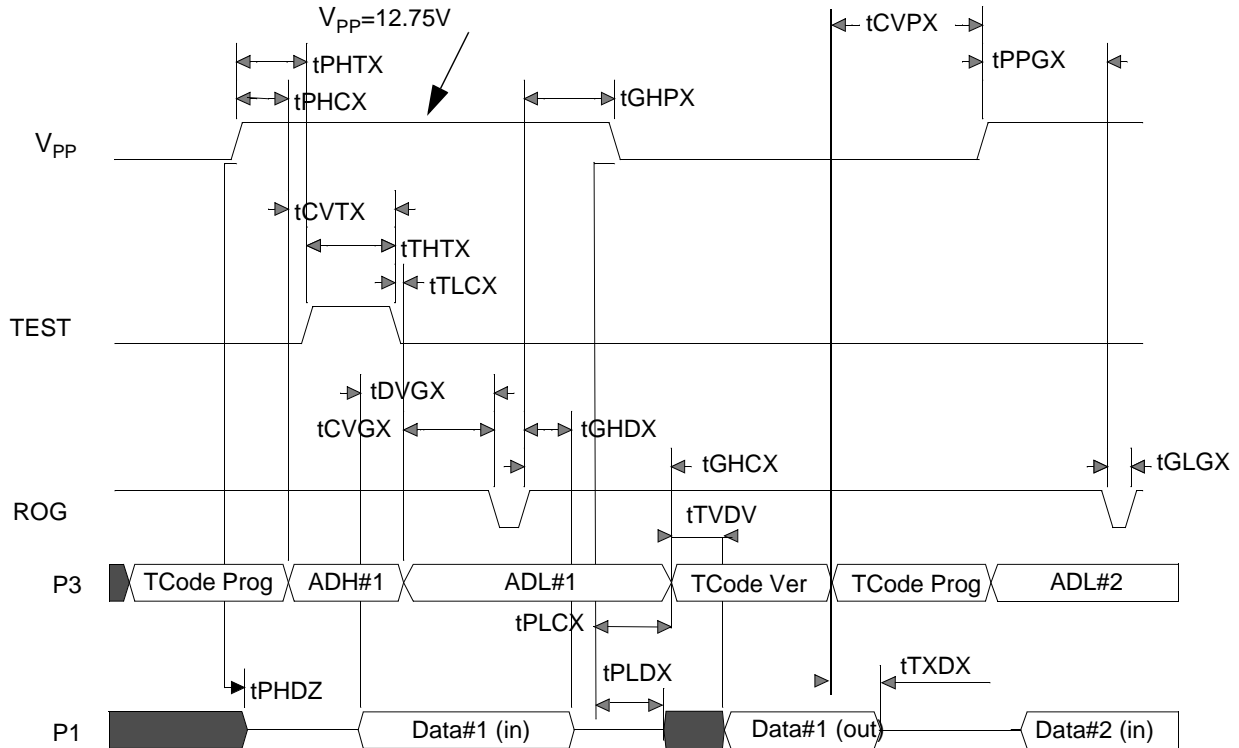 VPP=12.75V
tCVPX
tPHTX
tPPGX
tPHCX
tGHPX
VPP
tCVTX
tTHTX
tTLCX
TEST
tDVGX
tCVGX
tGHDX
tGHCX
tGLGX
ROG
tTVDV
P3
TCode Prog
ADH#1
ADL#1
TCode Ver
TCode Prog
ADL#2
tPLCX
tPLDX
tTXDX
tPHDZ
P1
Data#1 (in)
Data#1 (out)
Data#2 (in)